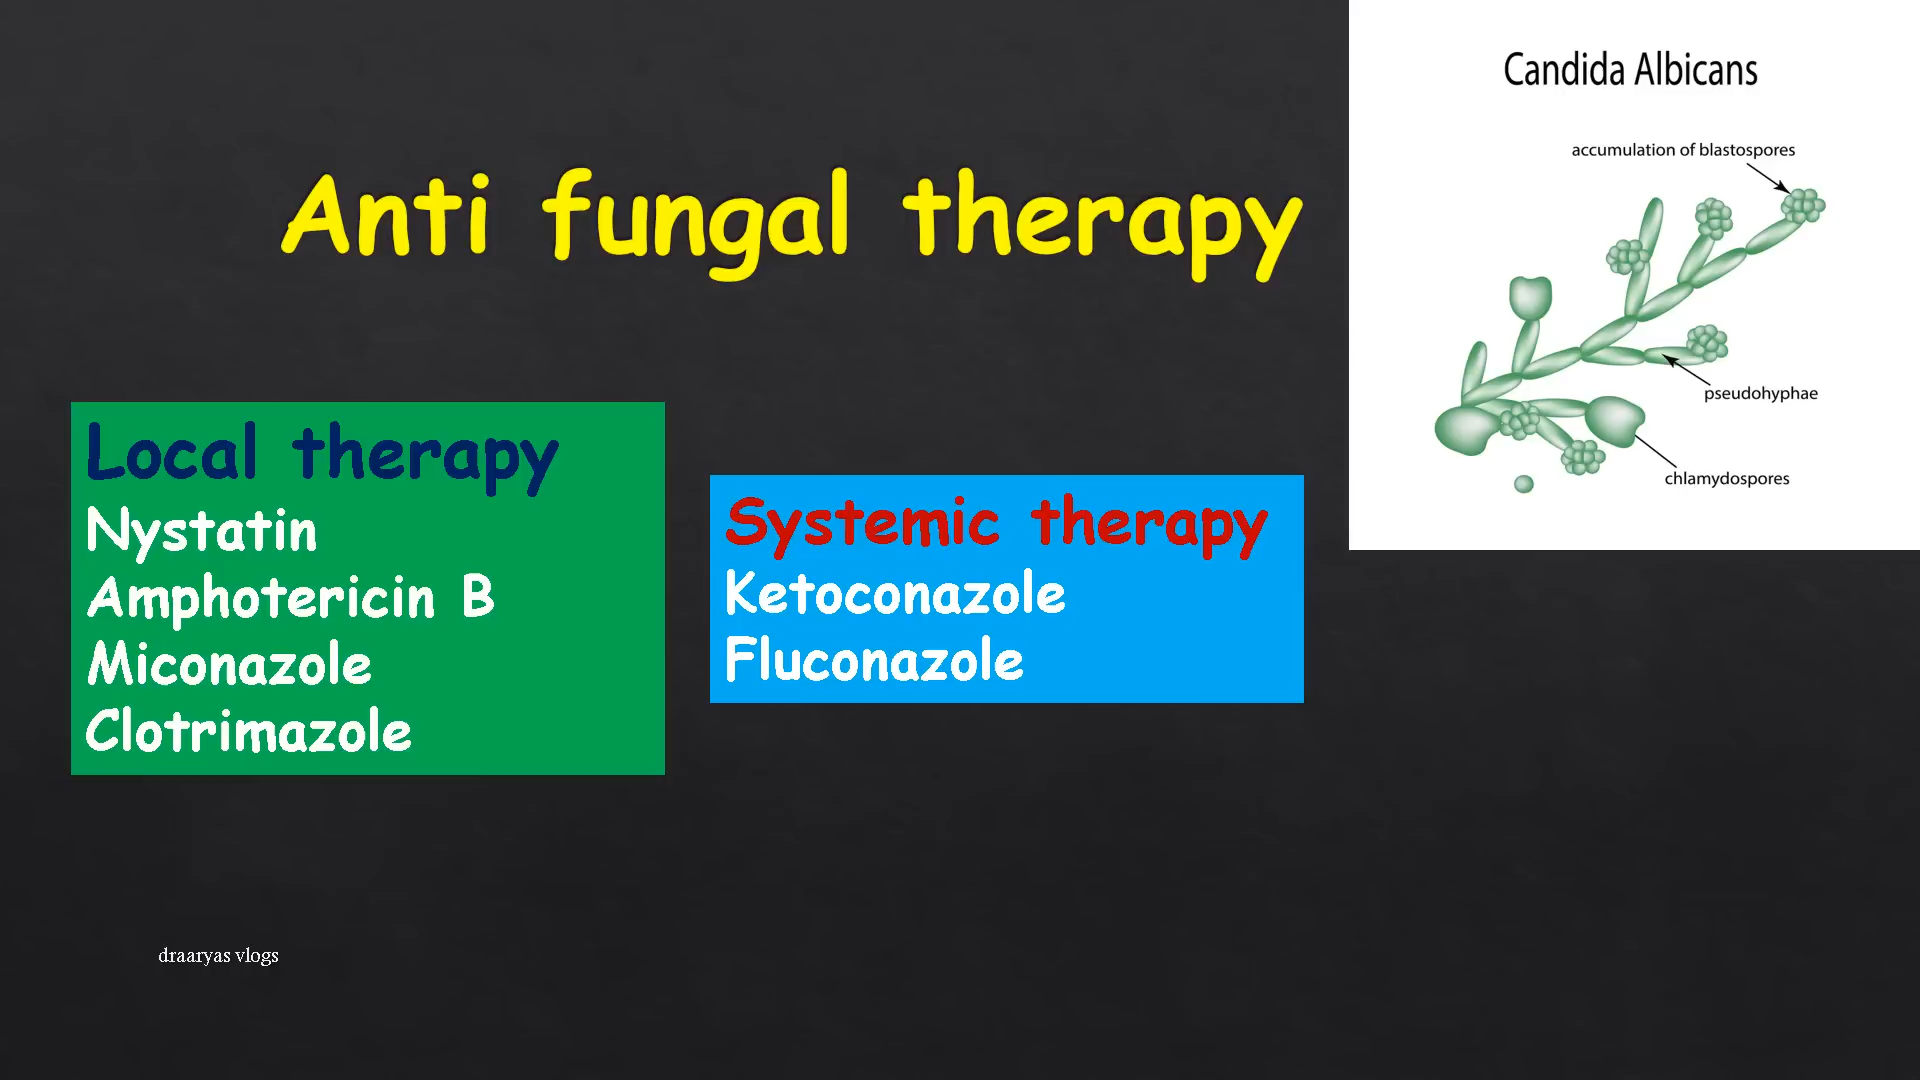 Anti fungal therapy
Local therapy
Nystatin
Amphotericin B
Miconazole
Clotrimazole
Systemic therapy
Ketoconazole
Fluconazole
Candida Albicans
accumulation of blastospores
pseudohyphae
chlamydospores
draaryas vlogs